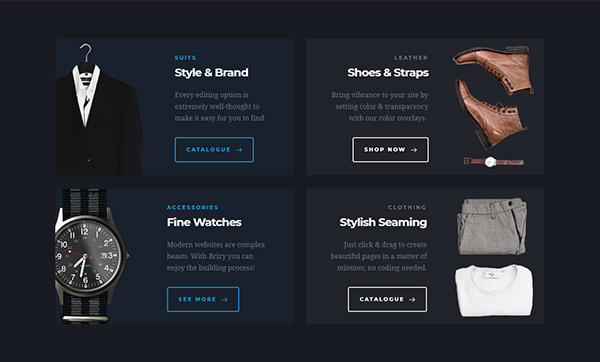 SUITS
Style & Brand
Every editing option is
extremely well-thought to
make it easy for you to find.
CATALOGUE →
LEATHER
Shoes & Straps
Bring vibrance to your site by
setting color & transparency
with our color overlays.
SHOP NOW →
ACCESSORIES
Fine Watches
Modern websites are complex
beasts. With Brizy you can
enjoy the building process!
SEE MORE →
CLOTHING
Stylish Seaming
Just click & drag to create
beautiful pages in a matter of
minutes; no coding needed.
CATALOGUE →